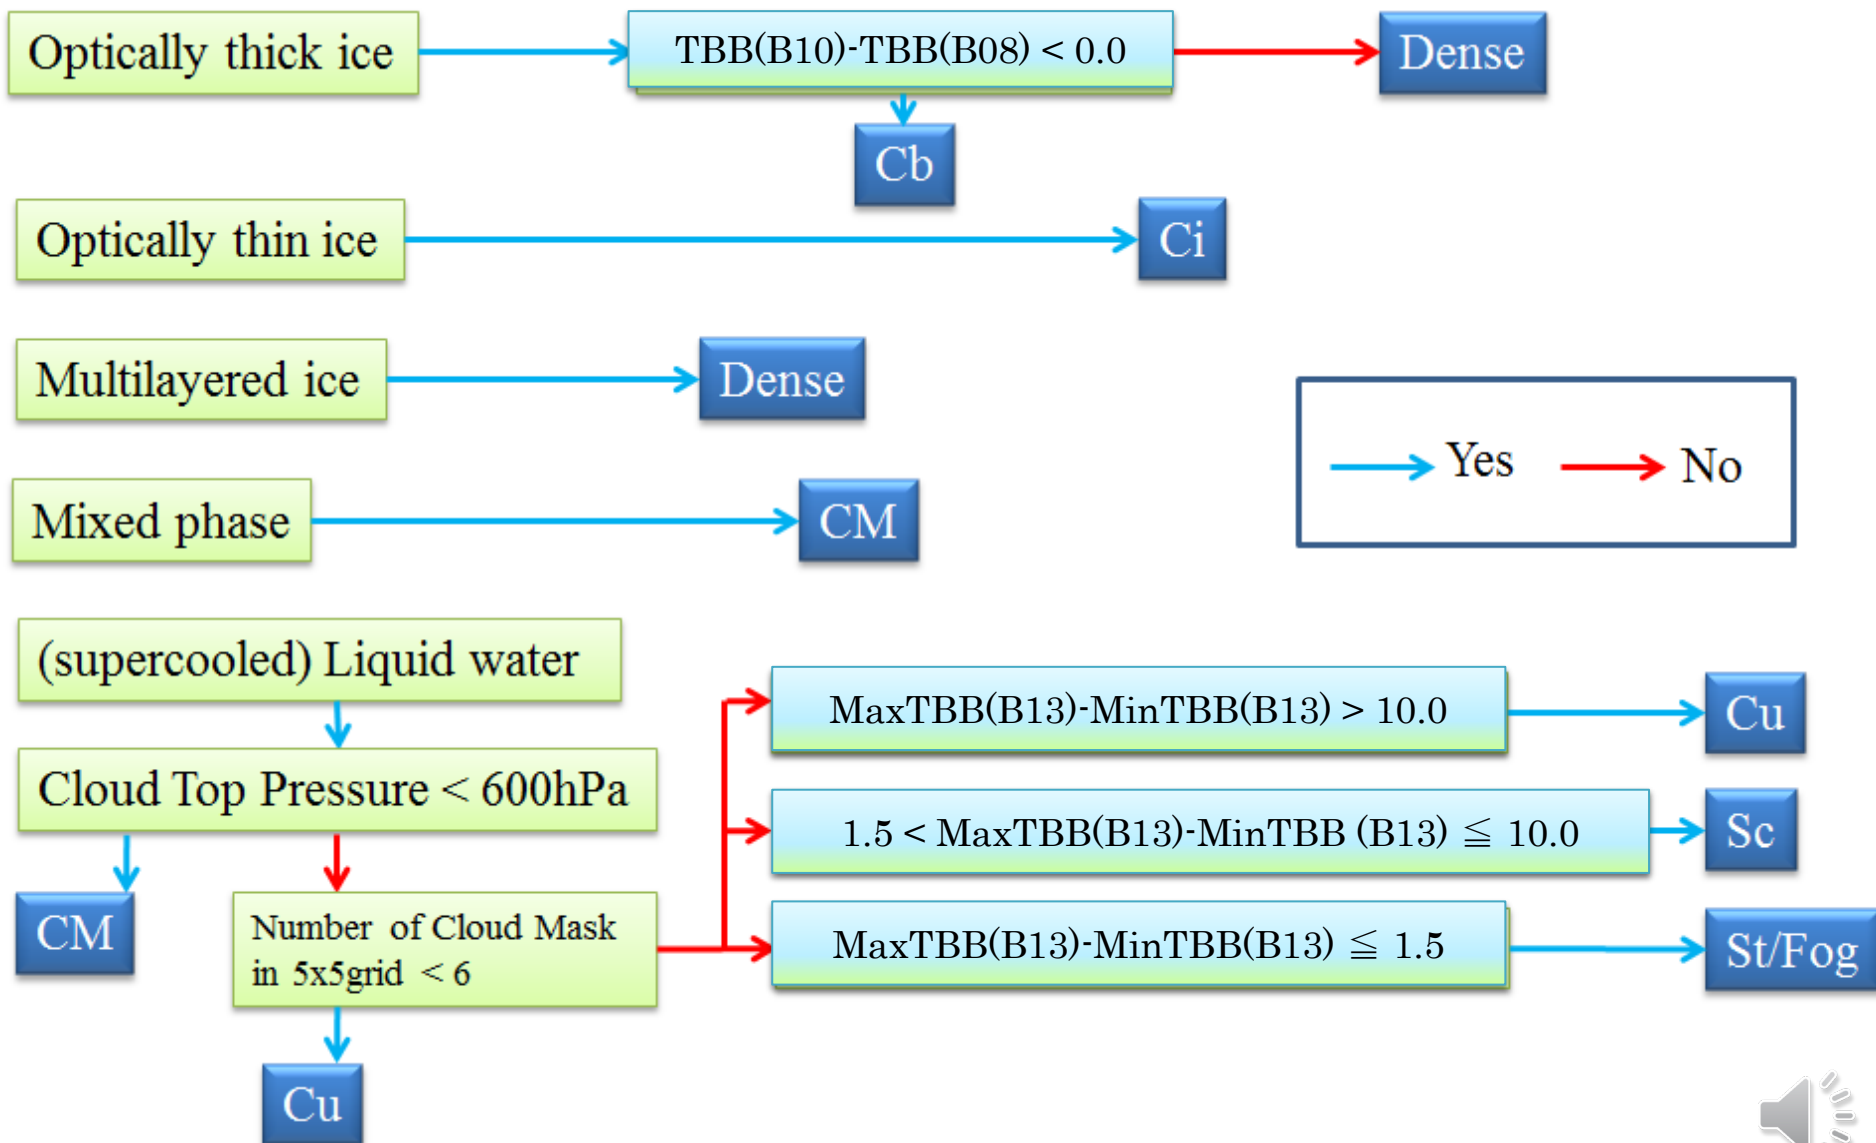 Optically thick ice
TBB(B10)-TBB(B08) < 0.0
Dense
Cb
Optically thin ice
Ci
Multilayered ice
Dense
Yes
No
Mixed phase
CM
(supercooled) Liquid water
MaxTBB(B13)-MinTBB(B13) > 10.0
Cu
Cloud Top Pressure < 600hPa
1.5 < MaxTBB(B13)-MinTBB (B13) ≦ 10.0
Sc
CM
Number of Cloud Mask
in 5x5grid < 6
MaxTBB(B13)-MinTBB(B13) ≦ 1.5
St/Fog
Cu